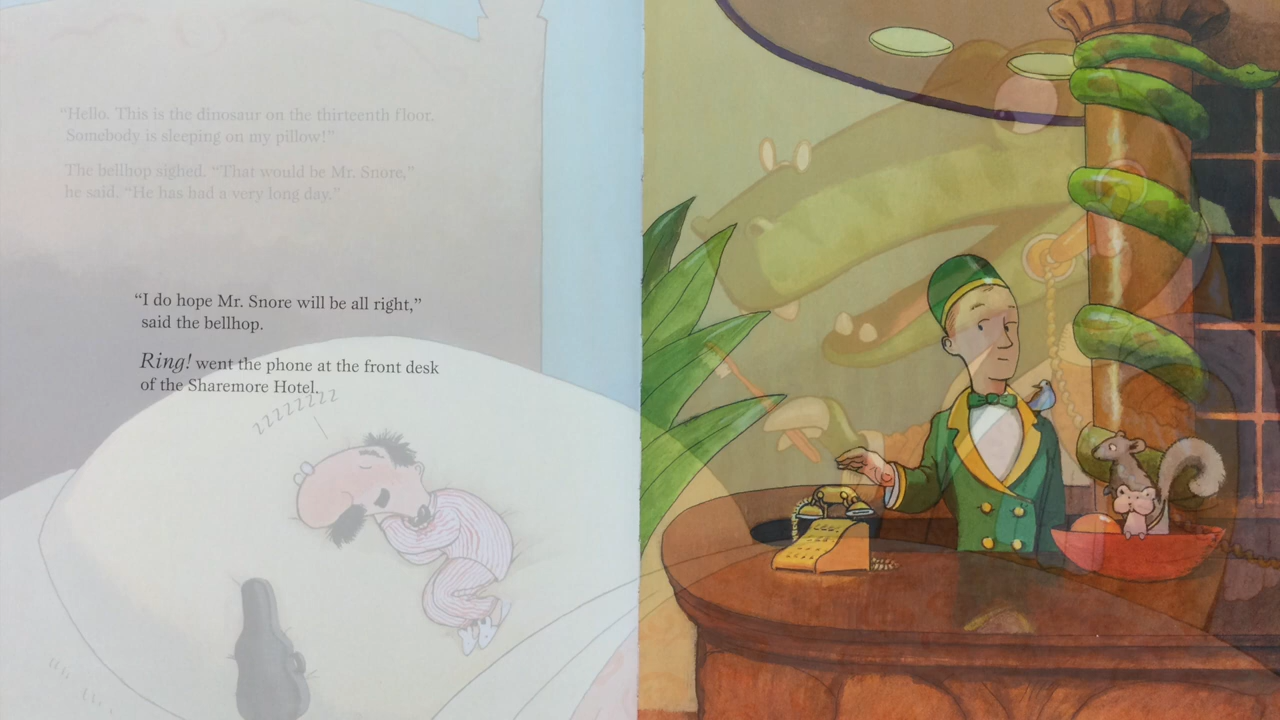 “Hello. This is the dinosaur on the thirteenth floor.
Somebody is sleeping on my pillow!”
The bellhop sighed. “That would be Mr. Snore,”
he said. “He has had a very long day.”
“I do hope Mr. Snore will be all right,”
said the bellhop.
Ring! went the phone at the front desk
of the Sharemore Hotel.
zzzzzzz